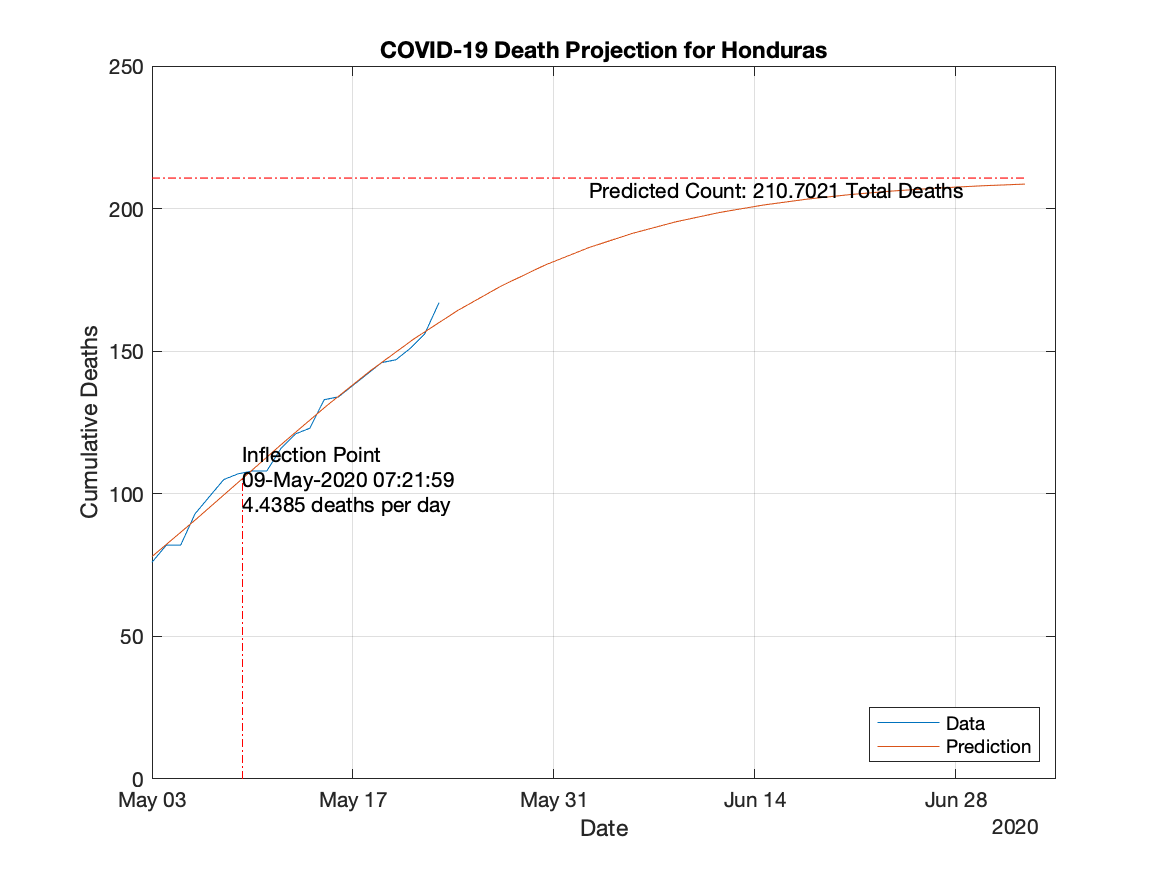 COVID-19 Death Projection for Honduras
250
200
150
100
50
0
Cumulative Deaths
Predicted Count: 210.7021 Total Deaths
Inflection Point
09-May-2020 07:21:59
4.4385 deaths per day
Data
Prediction
May 03
May 17
May 31
Jun 14
Jun 28
Date
2020